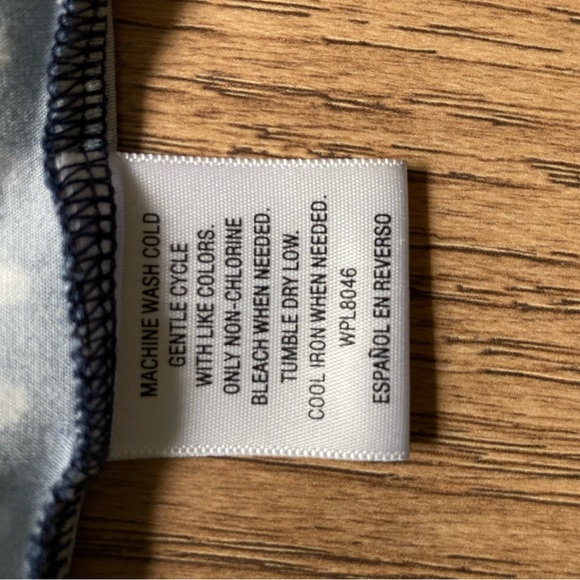 MACHINE WASH COLD
GENTLE CYCLE
WITH LIKE COLORS.
ONLY NON-CHLORINE
BLEACH WHEN NEEDED.
TUMBLE DRY LOW.
COOL IRON WHEN NEEDED.
WPL8046
ESPAÑOL EN REVERSO